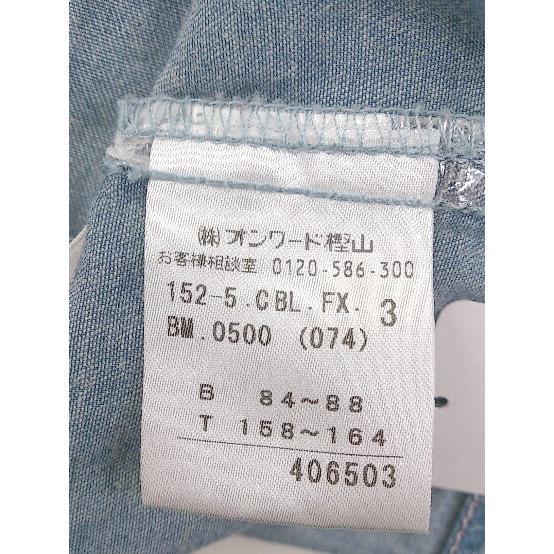 (株)オンワード樫山
お客様相談室 0120-586-300
152-5.CBL.FX. 3
BM.0500 (074)
B 84～88
T 158～164
406503